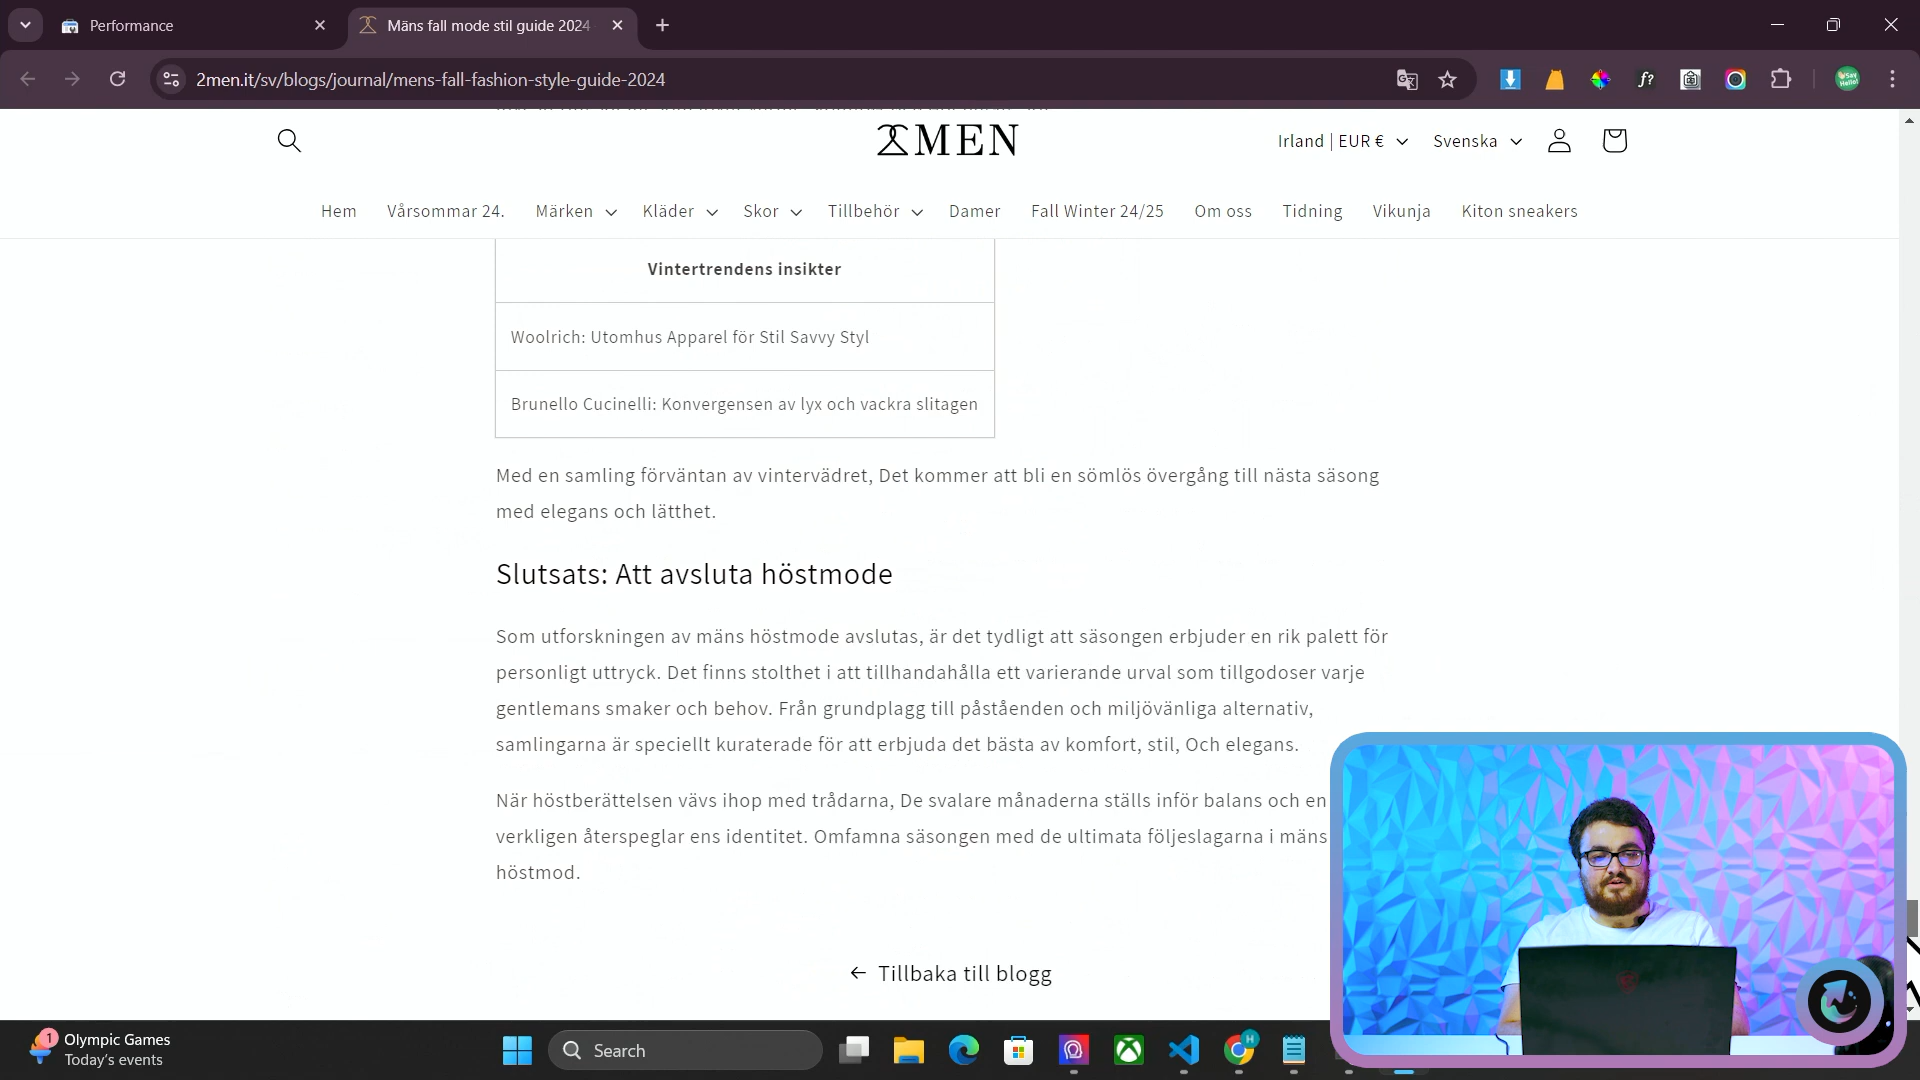 Performance
Mäns fall mode stil guide 2024
2men.it/sv/blogs/journal/mens-fall-fashion-style-guide-2024
MEN
Irland | EUR €
Svenska
Hem
Vårsommar 24.
Märken
Kläder
Skor
Tillbehör
Damer
Fall Winter 24/25
Om oss
Tidning
Vikunja
Kiton sneakers
Vintertrendens insikter
Woolrich: Utomhus Apparel för Stil Savvy Styl
Brunello Cucinelli: Konvergensen av lyx och vackra slitagen
Med en samling förväntan av vintervädret, Det kommer att bli en sömlös övergång till nästa säsong
med elegans och lätthet.
Slutsats: Att avsluta höstmode
Som utforskningen av mäns höstmode avslutas, är det tydligt att säsongen erbjuder en rik palett för
personligt uttryck. Det finns stolthet i att tillhandahålla ett varierande urval som tillgodoser varje
gentlemans smaker och behov. Från grundplagg till påståenden och miljövänliga alternativ,
samlingarna är speciellt kuraterade för att erbjuda det bästa av komfort, stil, Och elegans.
När höstberättelsen vävs ihop med trådarna, De svalare månaderna ställs inför balans och en
verkligen återspeglar ens identitet. Omfamna säsongen med de ultimata följeslagarna i mäns
höstmod.
← Tillbaka till blogg
1
Olympic Games
Today's events
Search